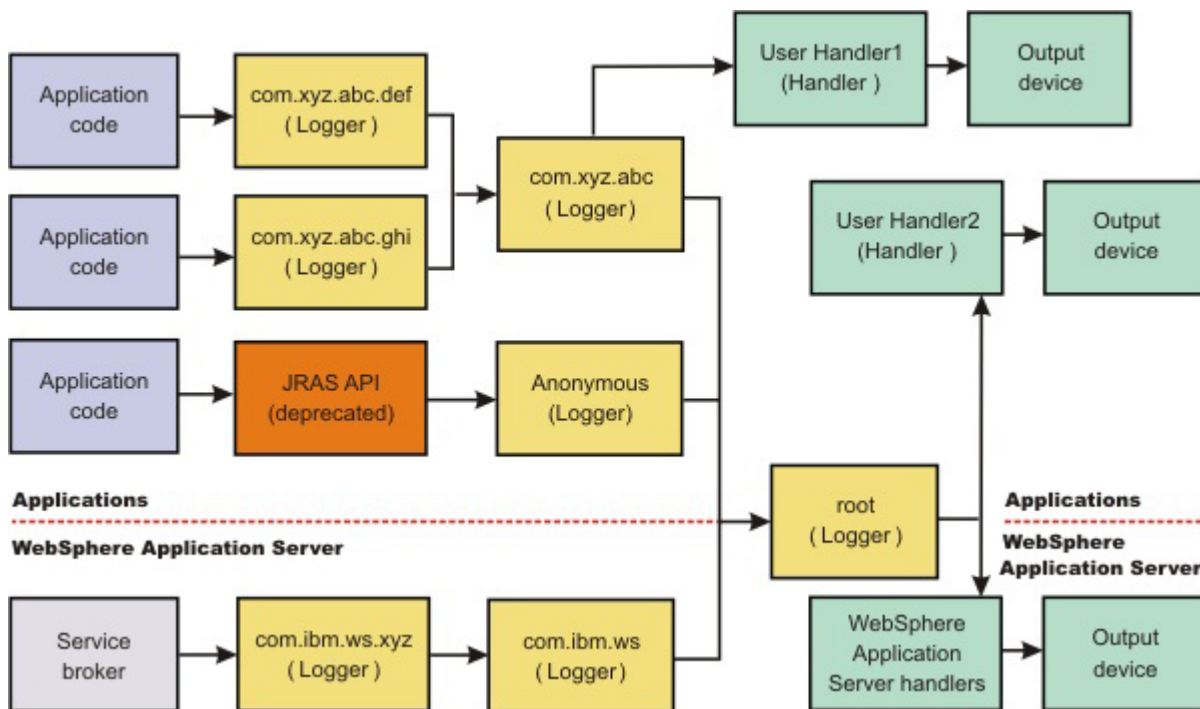 Application
code
com.xyz.abc.def
( Logger )
com.xyz.abc
( Logger)
User Handler1
(Handler )
Output
device
Application
code
com.xyz.abc.ghi
( Logger )
User Handler2
(Handler )
Output
device
Application
code
JRAS API
(deprecated)
Anonymous
(Logger)
Applications
WebSphere Application Server
root
( Logger )
Applications
WebSphere
Application Server
Service
broker
com.ibm.ws.xyz
( Logger )
com.ibm.ws
( Logger )
WebSphere
Application
Server handlers
Output
device